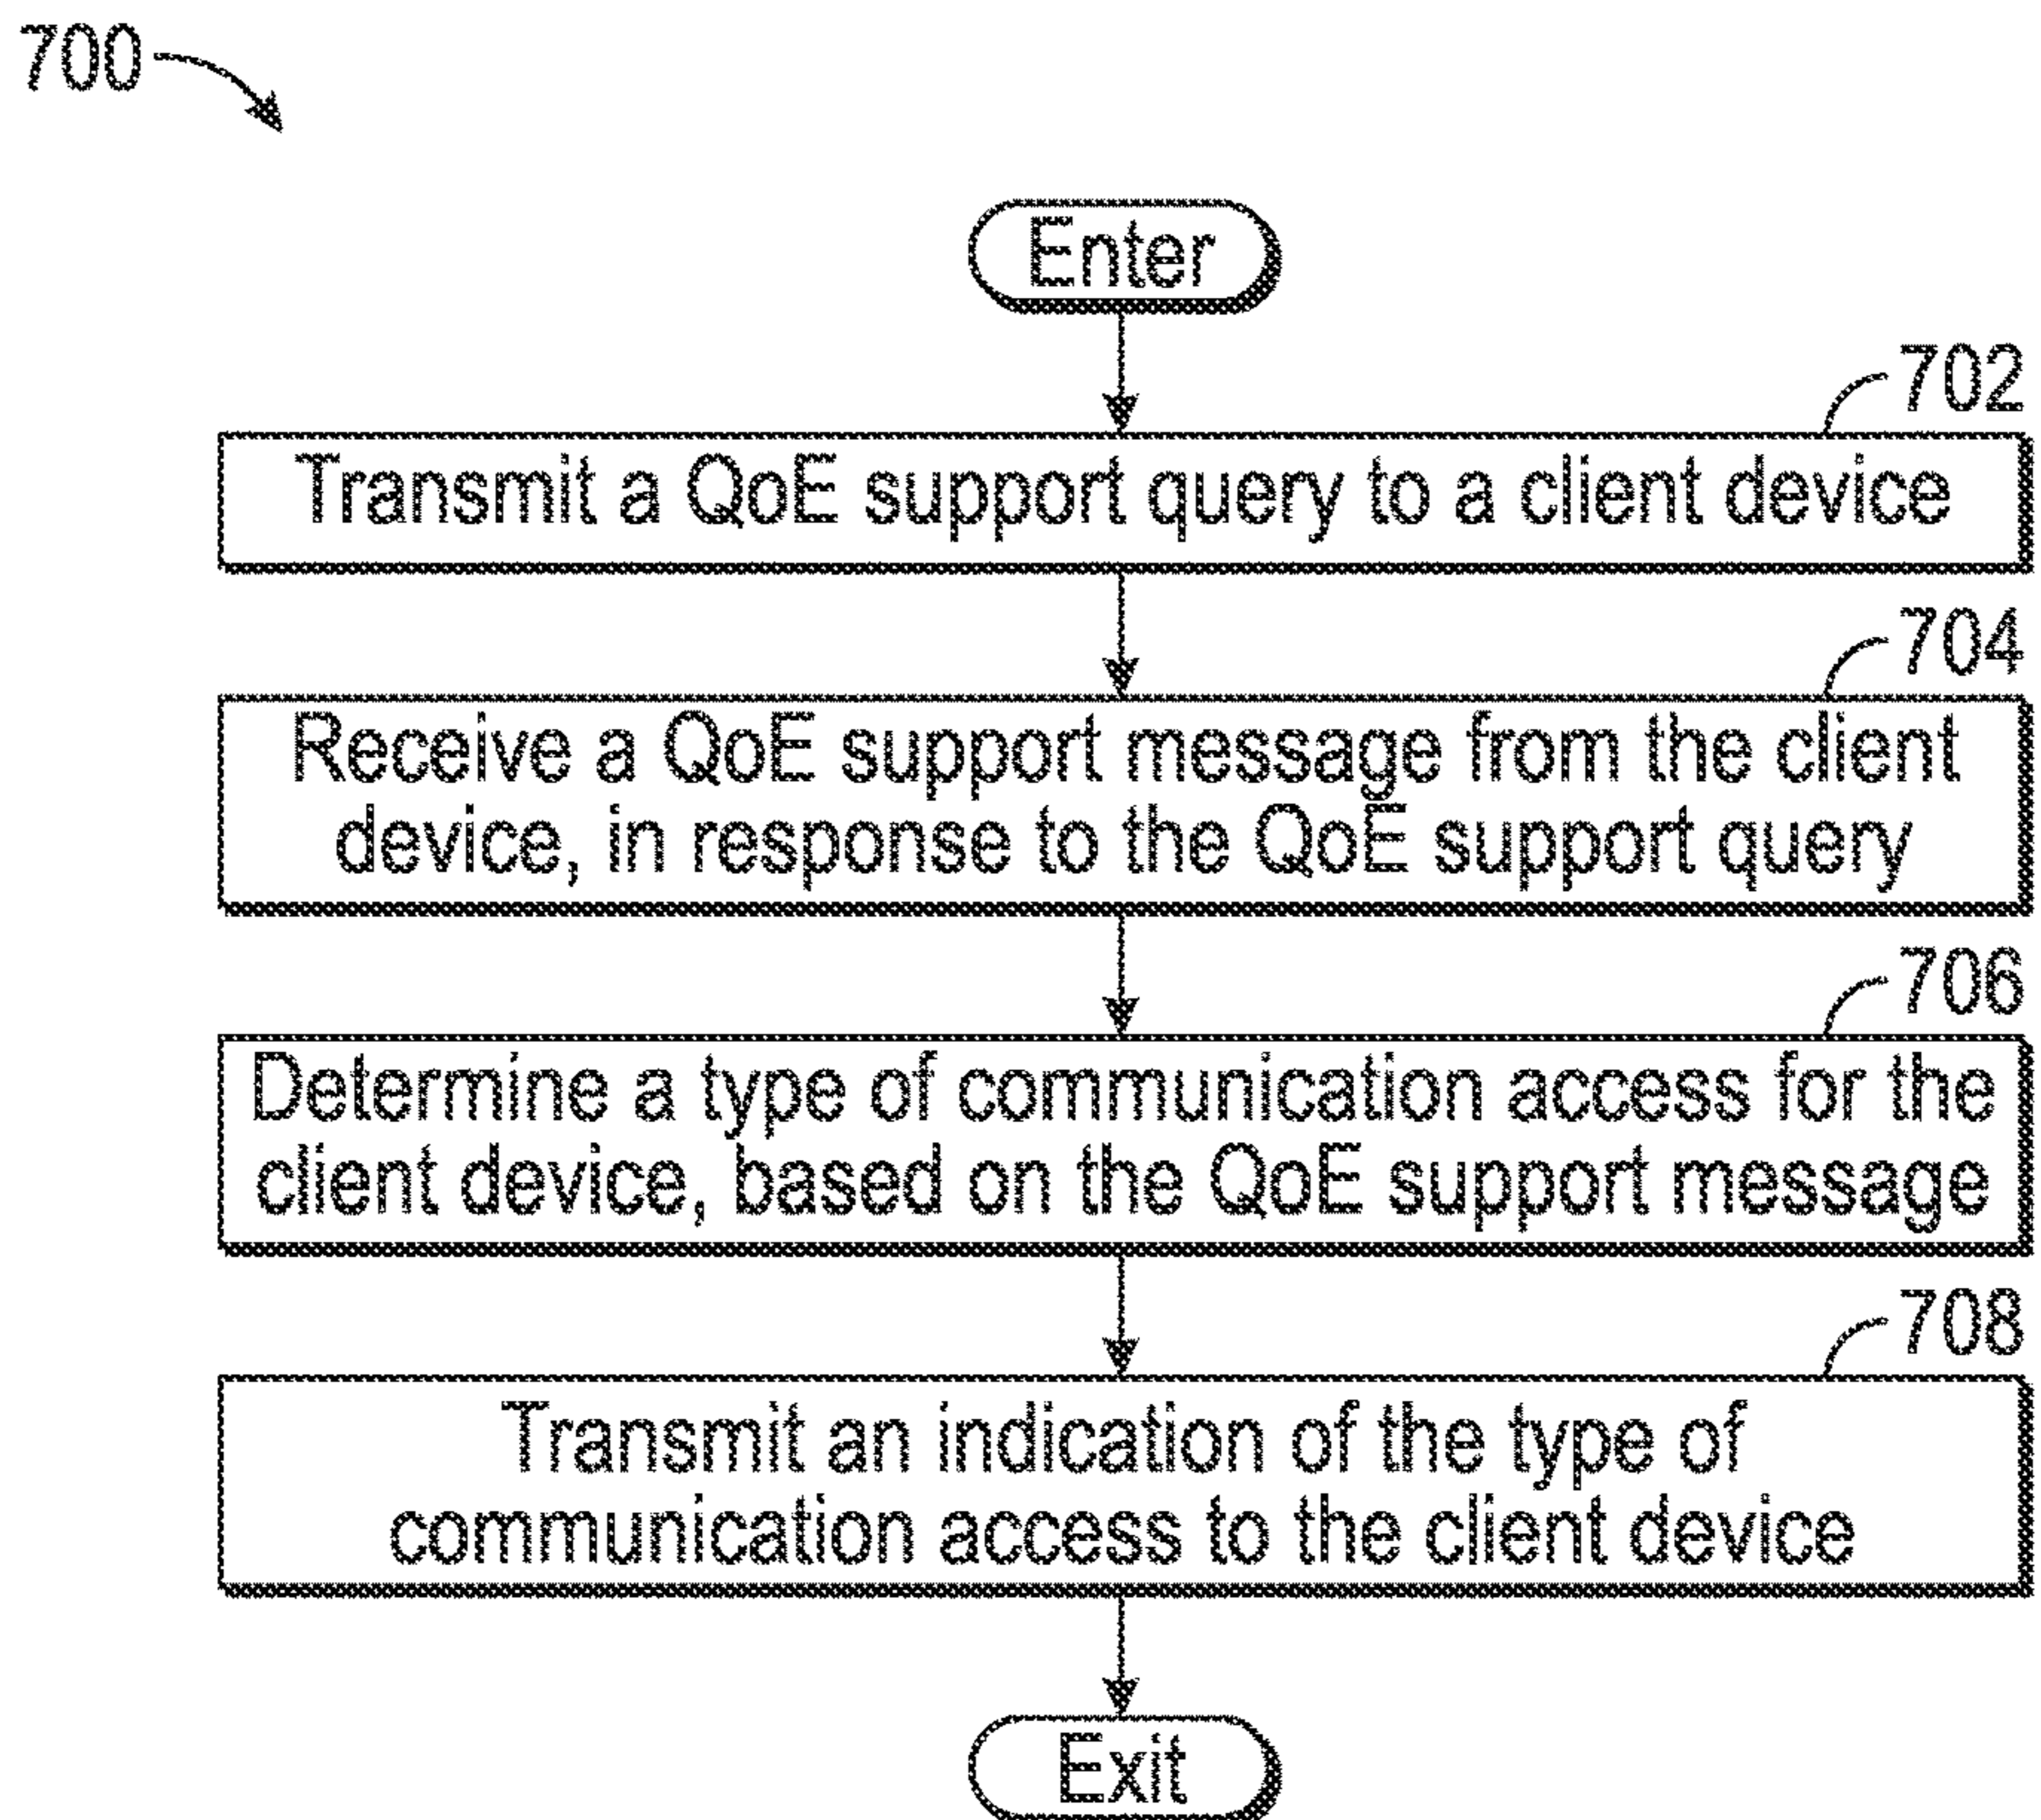 700
Enter
702
Transmit a QoE support query to a client device
704
Receive a QoE support message from the client
device, in response to the QoE support query
706
Determine a type of communication access for the
client device, based on the QoE support message
708
Transmit an indication of the type of
communication access to the client device
Exit